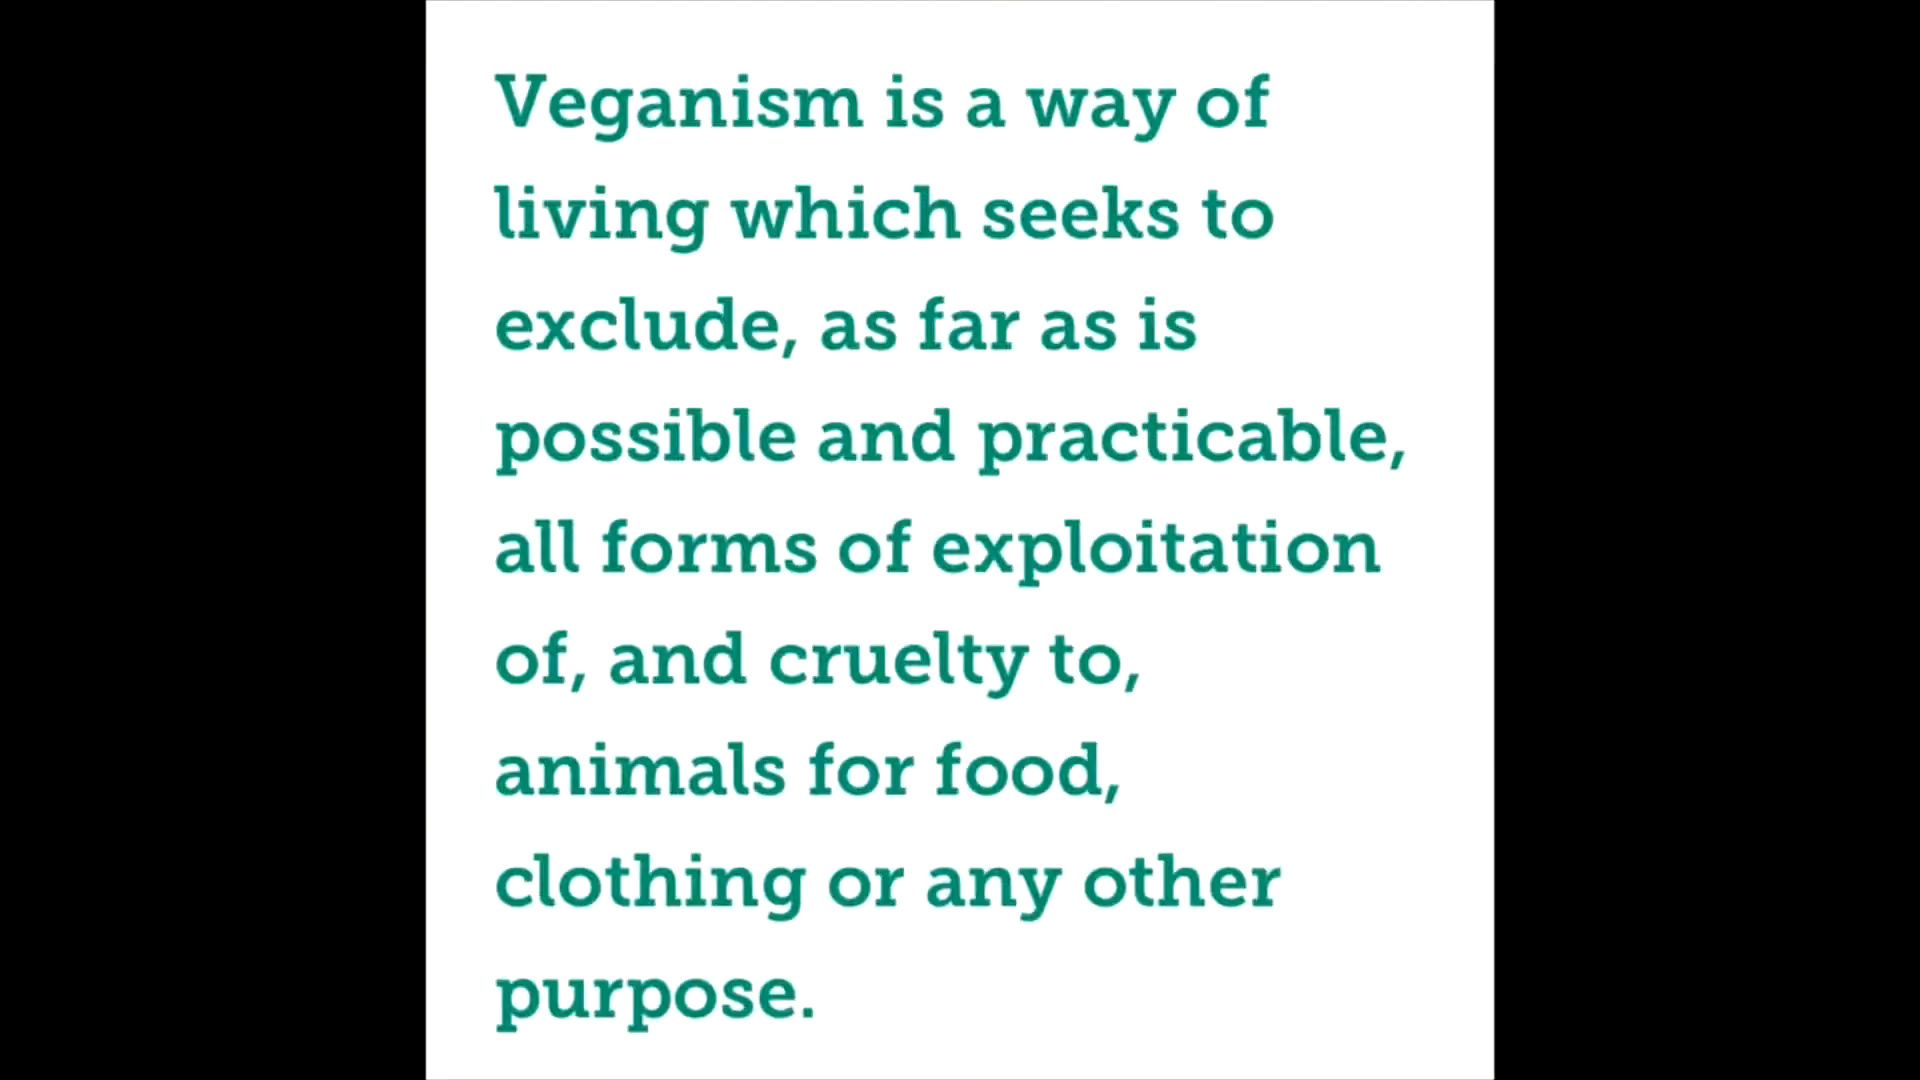 Veganism is a way of
living which seeks to
exclude, as far as is
possible and practicable,
all forms of exploitation
of, and cruelty to,
animals for food,
clothing or any other
purpose.